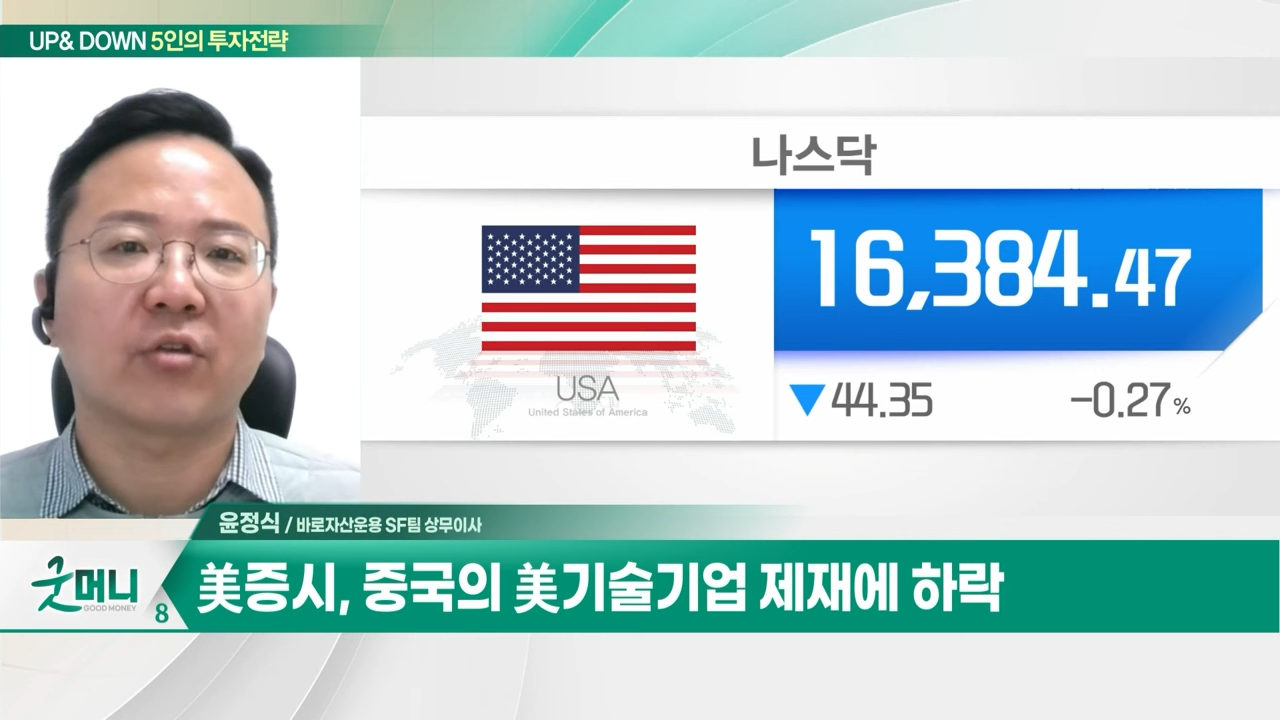 UP& DOWN 5인의 투자전략
나스닥
16,384.47
USA
United States of America
▼44.35 -0.27%
윤정식 / 바로자산운용 SF팀 상무이사
굿머니
GOOD MONEY
8
美증시, 중국의 美기술기업 제재에 하락